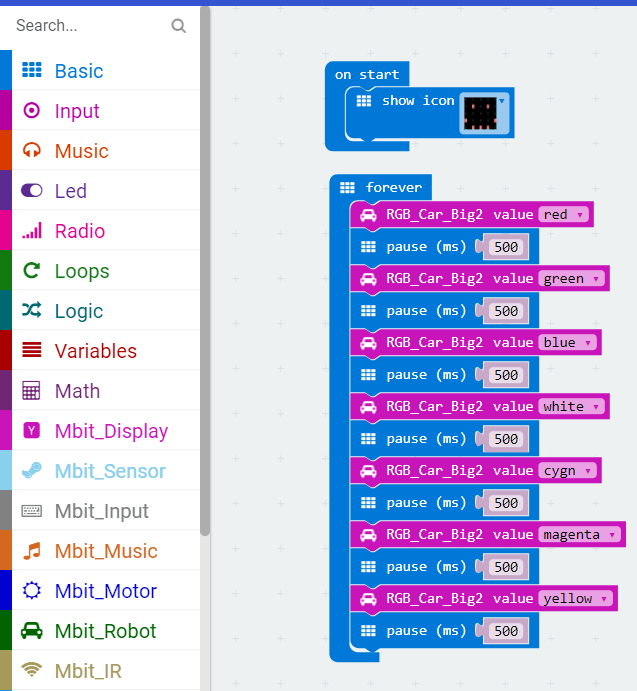 Search...
Basic
Input
Music
Led
Radio
Loops
Logic
Variables
Math
Mbit_Display
Mbit_Sensor
Mbit_Input
Mbit_Music
Mbit_Motor
Mbit_Robot
Mbit_IR
on start
show icon
forever
RGB_Car_Big2 value red
pause (ms) 500
RGB_Car_Big2 value green
pause (ms) 500
RGB_Car_Big2 value blue
pause (ms) 500
RGB_Car_Big2 value white
pause (ms) 500
RGB_Car_Big2 value cygn
pause (ms) 500
RGB_Car_Big2 value magenta
pause (ms) 500
RGB_Car_Big2 value yellow
pause (ms) 500